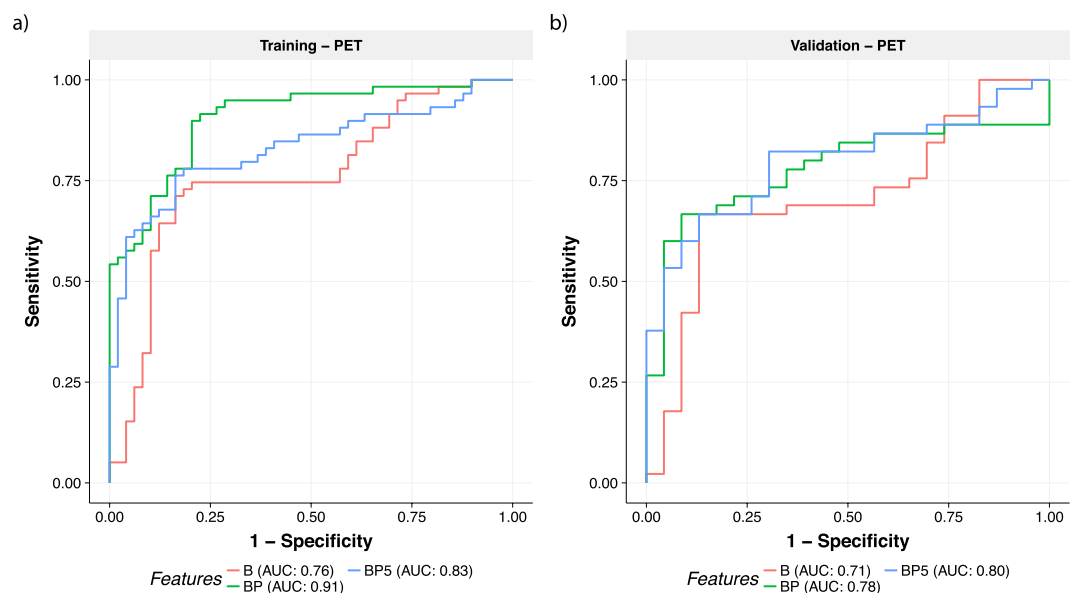 a)
Training – PET
1.00
0.75
0.50
0.25
0.00
Sensitivity
0.00 0.25 0.50 0.75 1.00
1 – Specificity
Features
B (AUC: 0.76) BP5 (AUC: 0.83)
BP (AUC: 0.91)
b)
Validation – PET
1.00
0.75
0.50
0.25
0.00
Sensitivity
0.00 0.25 0.50 0.75 1.00
1 – Specificity
Features
B (AUC: 0.71) BP5 (AUC: 0.80)
BP (AUC: 0.78)